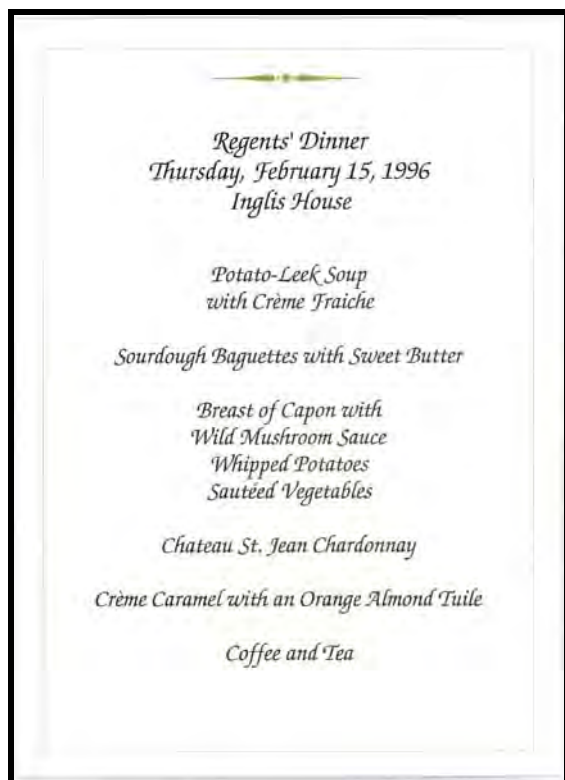 Regents' Dinner
Thursday, February 15, 1996
Inglis House
Potato-Leek Soup
with Crème Fraiche
Sourdough Baguettes with Sweet Butter
Breast of Capon with
Wild Mushroom Sauce
Whipped Potatoes
Sautéed Vegetables
Chateau St. Jean Chardonnay
Crème Caramel with an Orange Almond Tuile
Coffee and Tea